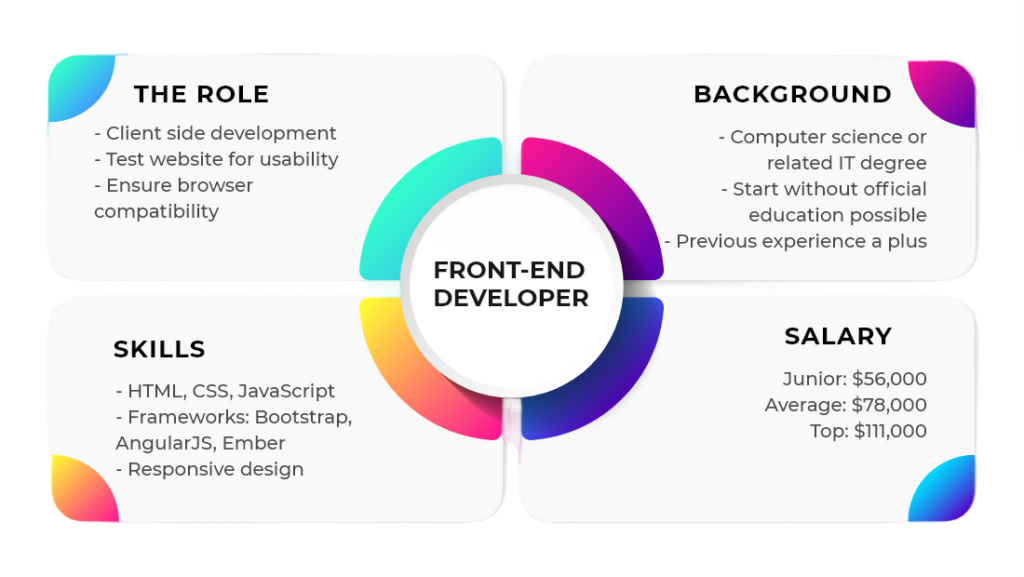 THE ROLE
- Client side development
- Test website for usability
- Ensure browser
compatibility
BACKGROUND
- Computer science or
related IT degree
- Start without official
education possible
- Previous experience a plus
FRONT-END
DEVELOPER
SKILLS
- HTML, CSS, JavaScript
- Frameworks: Bootstrap,
AngularJS, Ember
- Responsive design
SALARY
Junior: $56,000
Average: $78,000
Top: $111,000